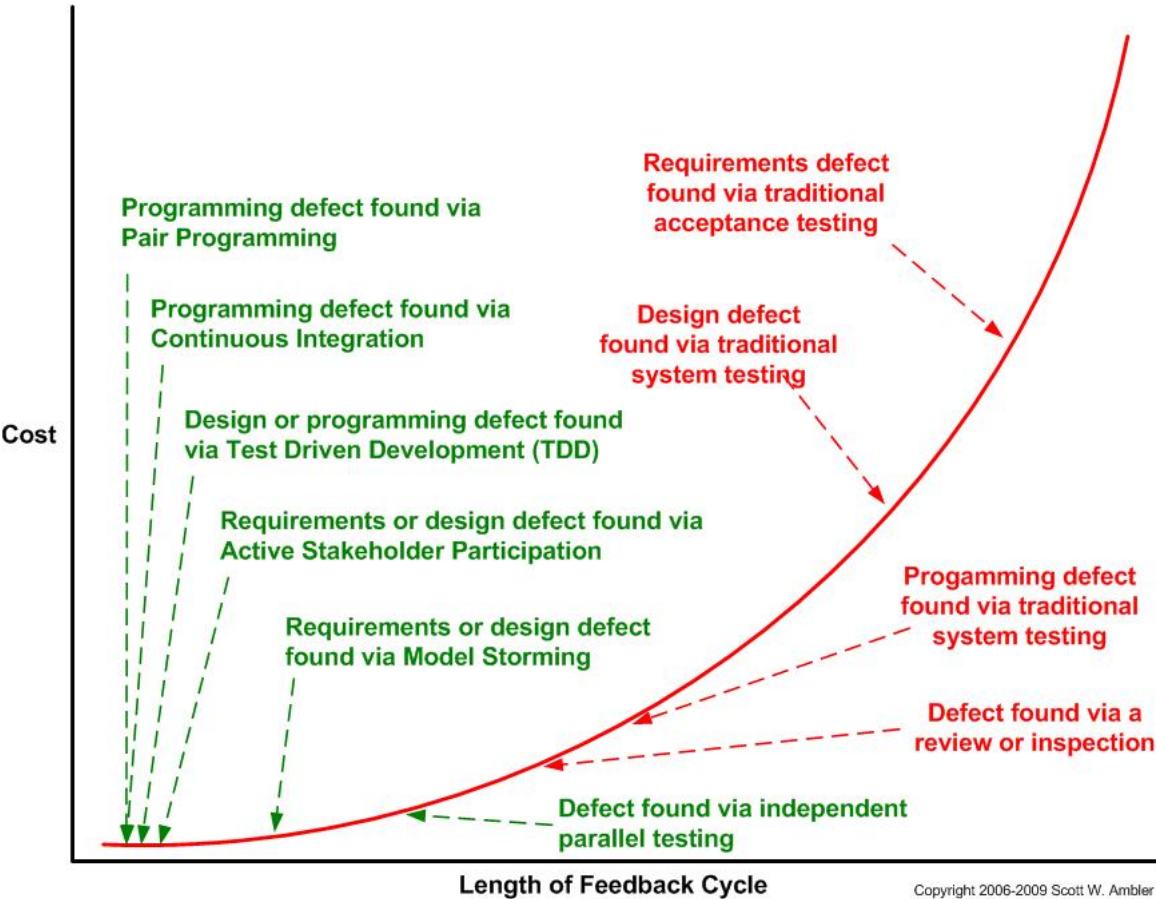 Programming defect found via
Pair Programming
Programming defect found via
Continuous Integration
Design or programming defect found
via Test Driven Development (TDD)
Requirements or design defect found via
Active Stakeholder Participation
Requirements or design defect
found via Model Storming
Requirements defect
found via traditional
acceptance testing
Design defect
found via traditional
system testing
Progamming defect
found via traditional
system testing
Defect found via a
review or inspection
Defect found via independent
parallel testing
Cost
Length of Feedback Cycle
Copyright 2006-2009 Scott W. Ambler